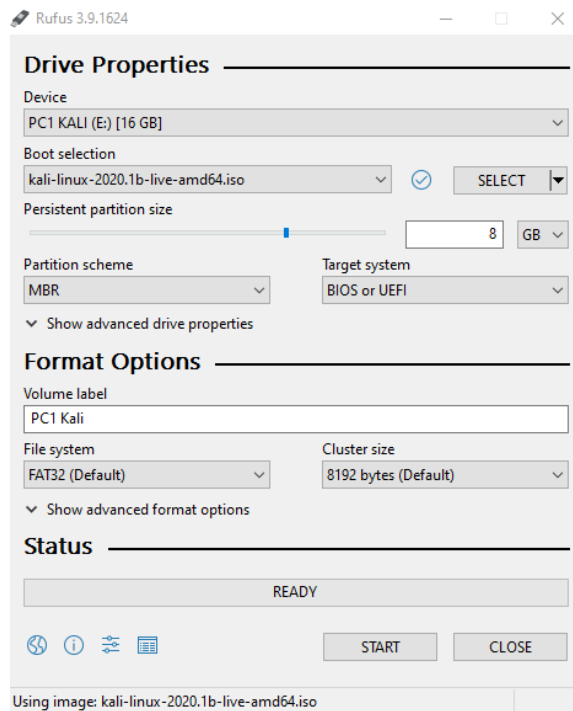 Rufus 3.9.1624
Drive Properties
Device
PC1 KALI (E:) [16 GB]
Boot selection
kali-linux-2020.1b-live-amd64.iso
SELECT
Persistent partition size
8 GB
Partition scheme Target system
MBR BIOS or UEFI
Show advanced drive properties
Format Options
Volume label
PC1 Kali
File system Cluster size
FAT32 (Default) 8192 bytes (Default)
Show advanced format options
Status
READY
START CLOSE
Using image: kali-linux-2020.1b-live-amd64.iso